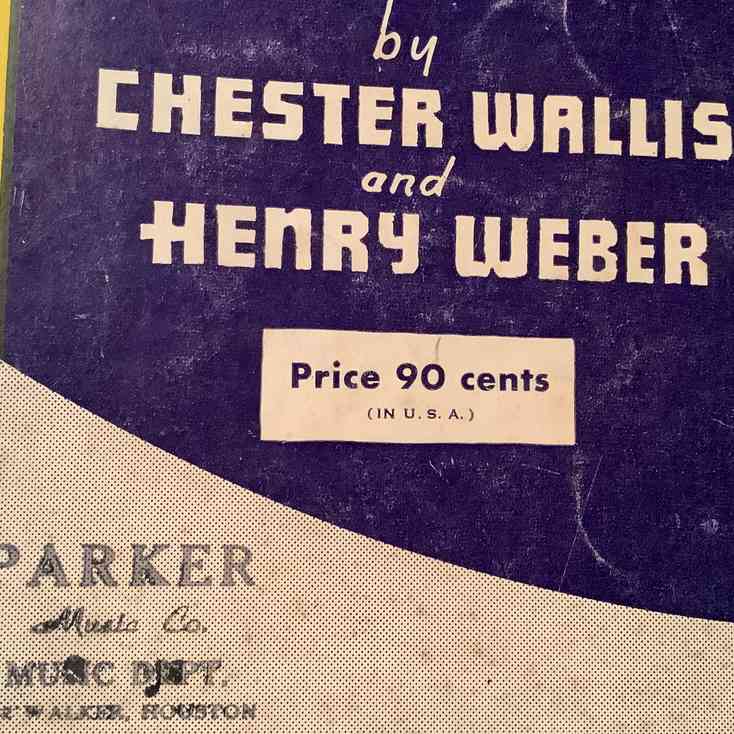 by
CHESTER WALLIS
and
HENRY WEBER
Price 90 cents
(IN U. S. A.)
PARKER
Music Co.
MUSIC DEPT.
WALKER, HOUSTON